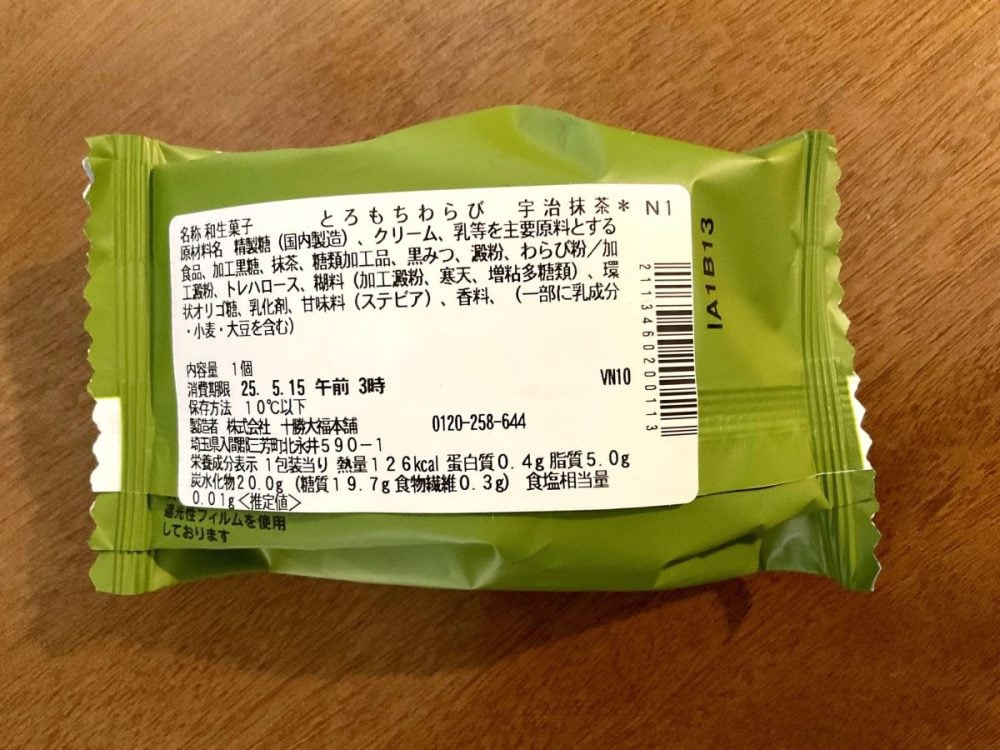 とろもちわらび 宇治抹茶* N1
名称 和生菓子
原材料名 精製糖（国内製造）、クリーム、乳等を主要原料とする
食品、加工黒糖、抹茶、糖類加工品、黒みつ、澱粉、わらび粉／加
工澱粉、トレハロース、糊料（加工澱粉、寒天、増粘多糖類）、環
状オリゴ糖、乳化剤、甘味料（ステビア）、香料、（一部に乳成分
・小麦・大豆を含む）
内容量 1個
消費期限 25. 5.15 午前 3時
VN10
保存方法 10℃以下
製造者 株式会社 十勝大福本舗 0120-258-644
埼玉県入間郡三芳町北永井590-1
栄養成分表示 1包装当り 熱量126kcal 蛋白質0.4g 脂質5.0g
炭水化物20.0g（糖質19.7g 食物繊維0.3g） 食塩相当量
0.01g<推定値>
遮光性フィルムを使用
しております
2113460200113
IA1B13